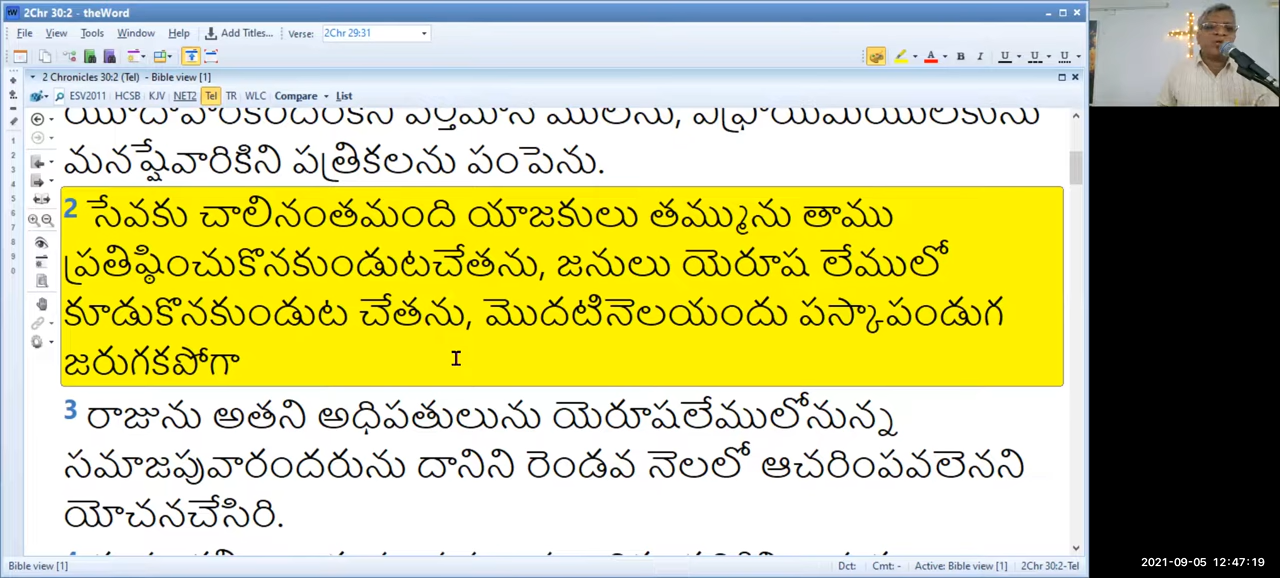 2Chr 30:2 - theWord
File View Tools Window Help Add Titles... Verse: 2Chr 29:31
B I U U U
2 Chronicles 30:2 (Tel) - Bible view [1]
ESV2011 HCSB KJV NET2 Tel TR WLC Compare List
మనష్షేవారికిని పత్రికలను పంపెను.
2 సేవకు చాలినంతమంది యాజకులు తమ్మును తాము
ప్రతిష్ఠించుకొనకుండుటచేతను, జనులు యెరూష లేములో
కూడుకొనకుండుట చేతను, మొదటినెలయందు పస్కాపండుగ
జరుగకపోగా
3 రాజును అతని అధిపతులును యెరూషలేములోనున్న
సమాజపువారందరును దానిని రెండవ నెలలో ఆచరింపవలెనని
యోచనచేసిరి.
Bible view [1] Dct: Cmt: - Active: Bible view [1] 2Chr 30:2-Tel
2021-09-05 12:47:19